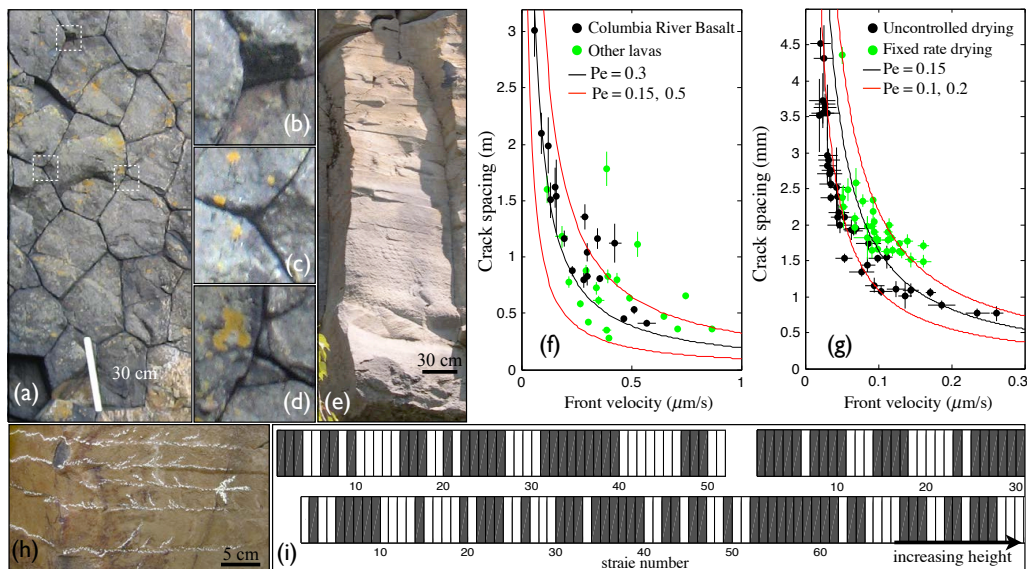 (a)
30 cm
(b)
(c)
(d)
(e)
30 cm
Crack spacing (m)
3
2.5
2
1.5
1
0.5
0
0
0.5
1
Front velocity (μm/s)
Columbia River Basalt
Other lavas
Pe = 0.3
Pe = 0.15, 0.5
(f)
Crack spacing (mm)
4.5
4
3.5
3
2.5
2
1.5
1
0.5
0
0
0.1
0.2
0.3
Front velocity (μm/s)
Uncontrolled drying
Fixed rate drying
Pe = 0.15
Pe = 0.1, 0.2
(g)
(h)
5 cm
(i)
10 20 30 40 50 10 20 30
10 20 30 40 50 60
straie number
increasing height